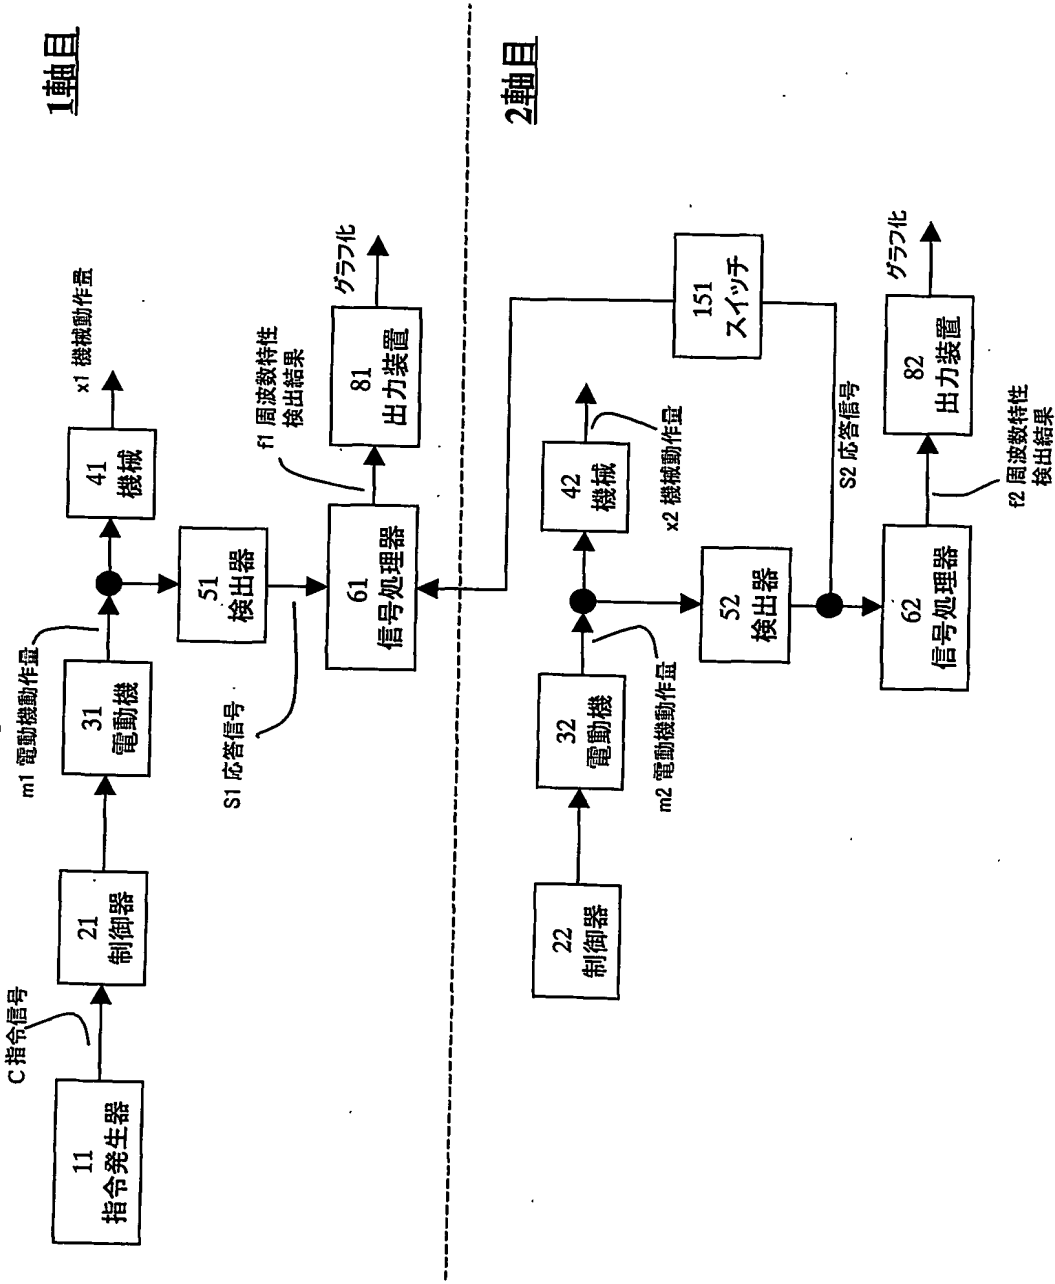 1軸目
C 指令信号
11
指令発生器
21
制御器
m1 電動機動作量
31
電動機
41
機械
x1 機械動作量
51
検出器
S1 応答信号
61
信号処理器
f1 周波数特性
検出結果
81
出力装置
グラフ化
2軸目
22
制御器
32
電動機
m2 電動機動作量
42
機械
x2 機械動作量
52
検出器
S2 応答信号
151
スイッチ
62
信号処理器
f2 周波数特性
検出結果
82
出力装置
グラフ化